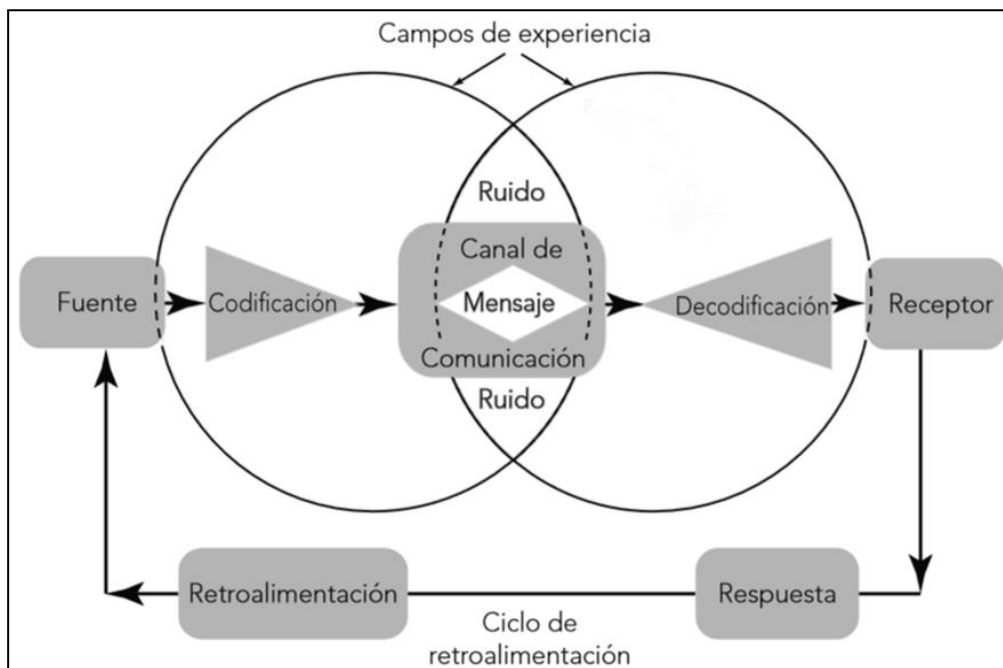 Campos de experiencia
Ruido
Canal de
Fuente
Codificación
Mensaje
Decodificación
Receptor
Comunicación
Ruido
Retroalimentación
Respuesta
Ciclo de
retroalimentación